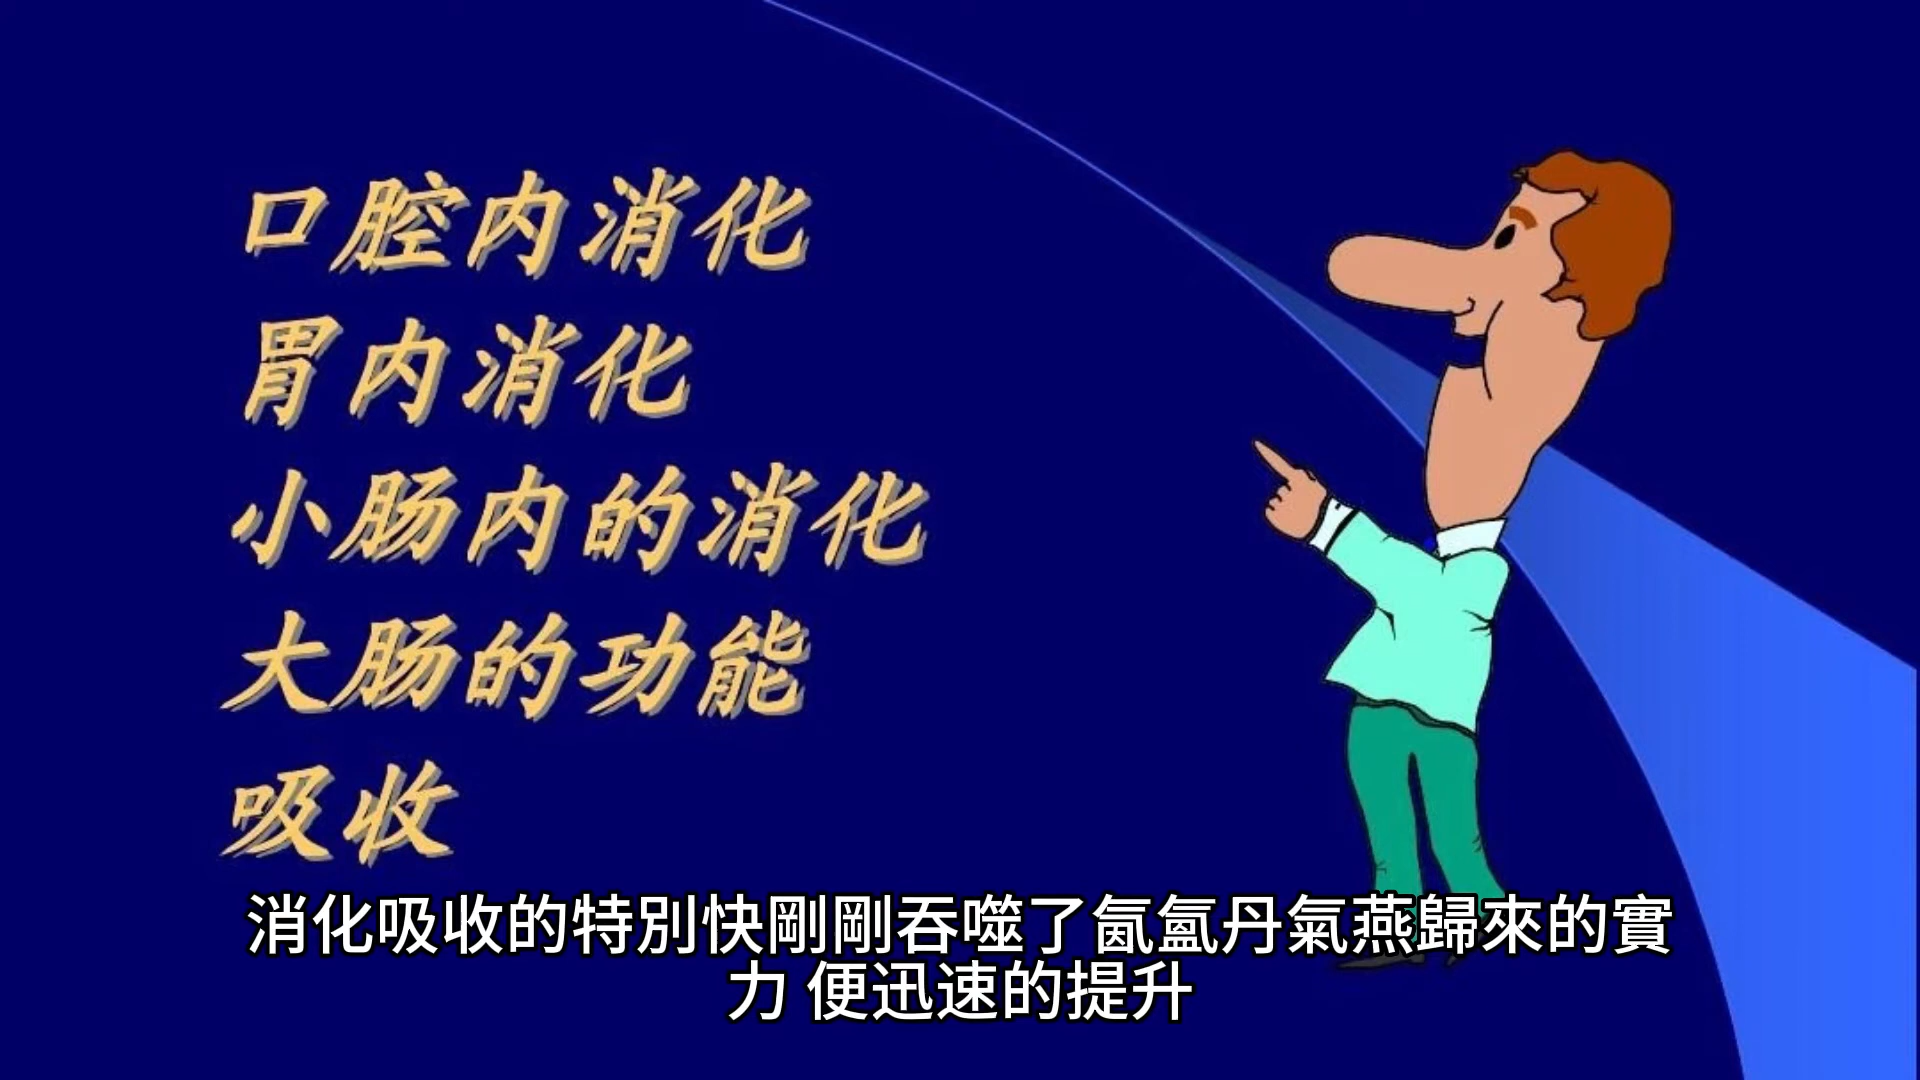 口腔内消化
胃内消化
小肠内的消化
大肠的功能
吸收
消化吸收的特別快剛剛吞噬了氤氳丹氣燕歸來的實
力 便迅速的提升